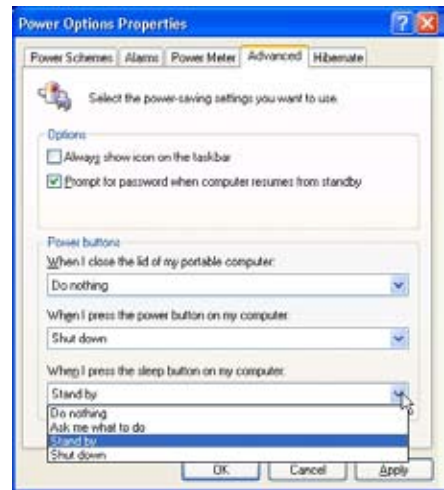 Power Options Properties
Power Schemes Alarms Power Meter Advanced Hibernate
Select the power-saving settings you want to use.
Options
Always show icon on the taskbar
Prompt for password when computer resumes from standby
Power buttons
When I close the lid of my portable computer:
Do nothing
When I press the power button on my computer:
Shut down
When I press the sleep button on my computer:
Stand by
Do nothing
Ask me what to do
Stand by
Shut down
OK Cancel Apply